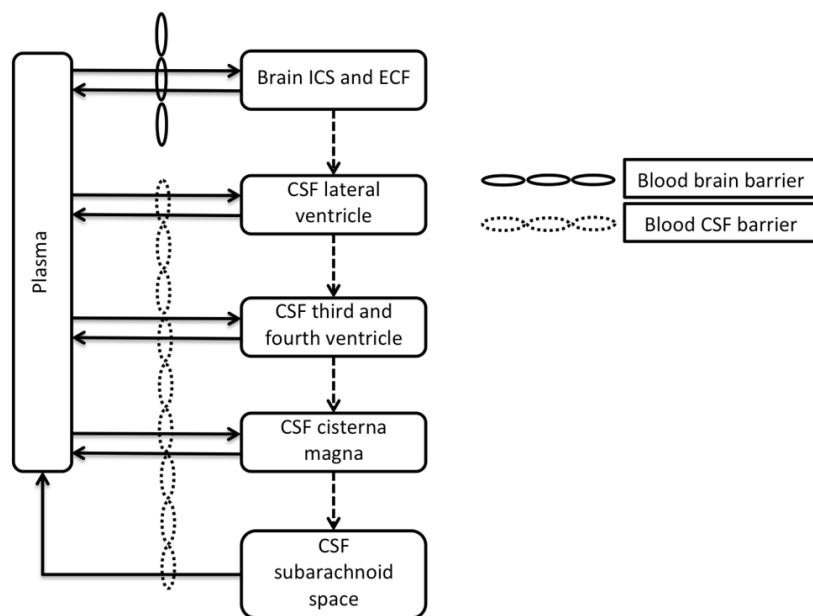 Plasma
Brain ICS and ECF
CSF lateral
ventricle
CSF third and
fourth ventricle
CSF cisterna
magna
CSF
subarachnoid
space
Blood brain barrier
Blood CSF barrier